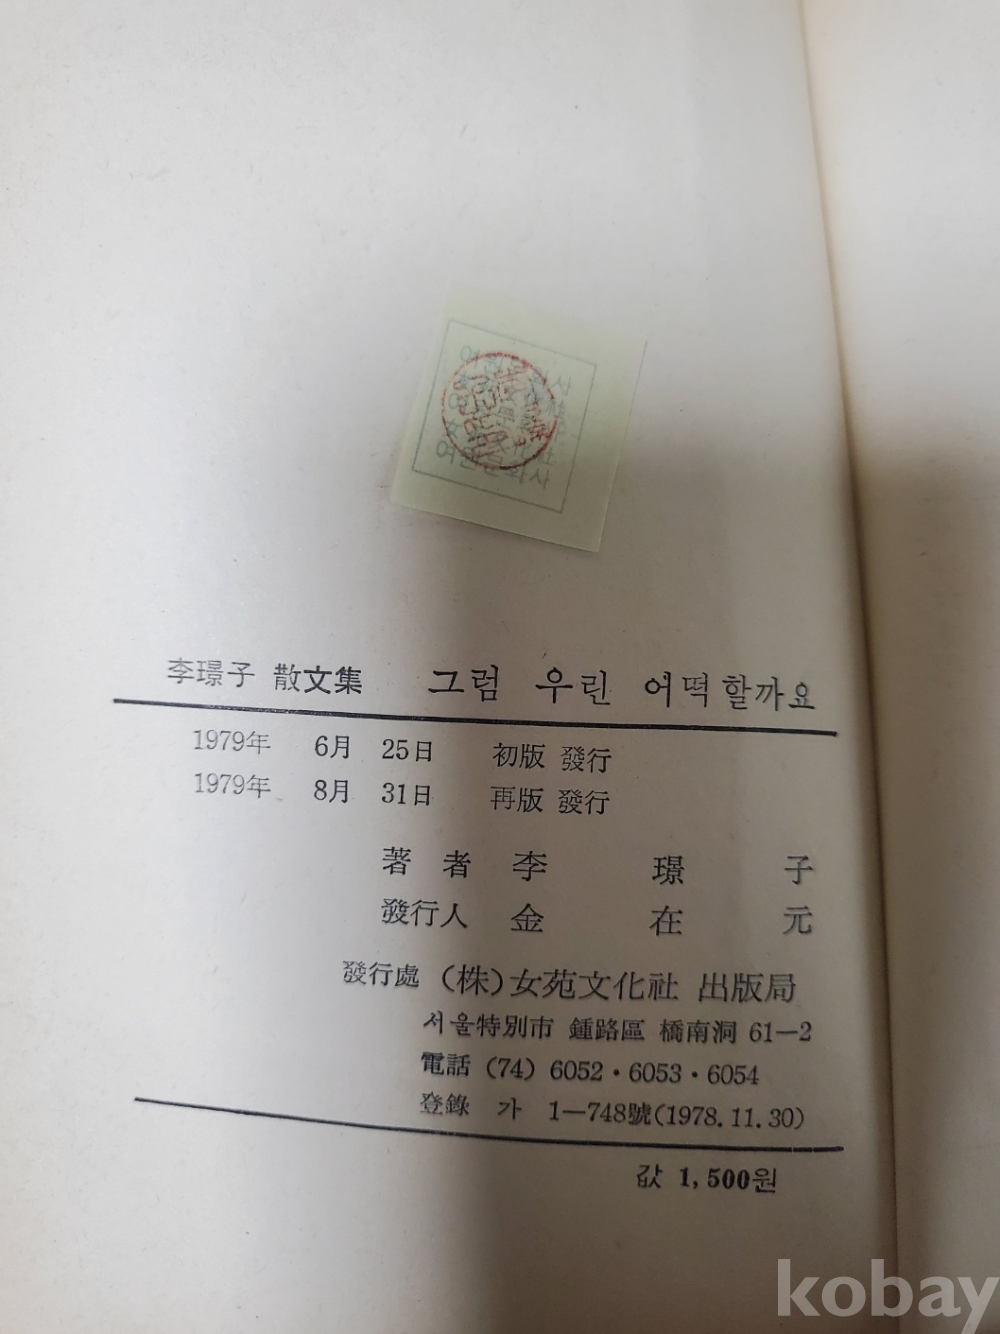 李璟子 散文集 그럼 우린 어떡할까요
1979年 6月 25日 初版 發行
1979年 8月 31日 再版 發行
著者 李璟子
發行人 金在元
發行處 (株)女苑文化社 出版局
서울特別市 鍾路區 橋南洞 61—2
電話 (74) 6052·6053·6054
登錄 가 1—748號(1978.11.30)
값 1,500원
kobay